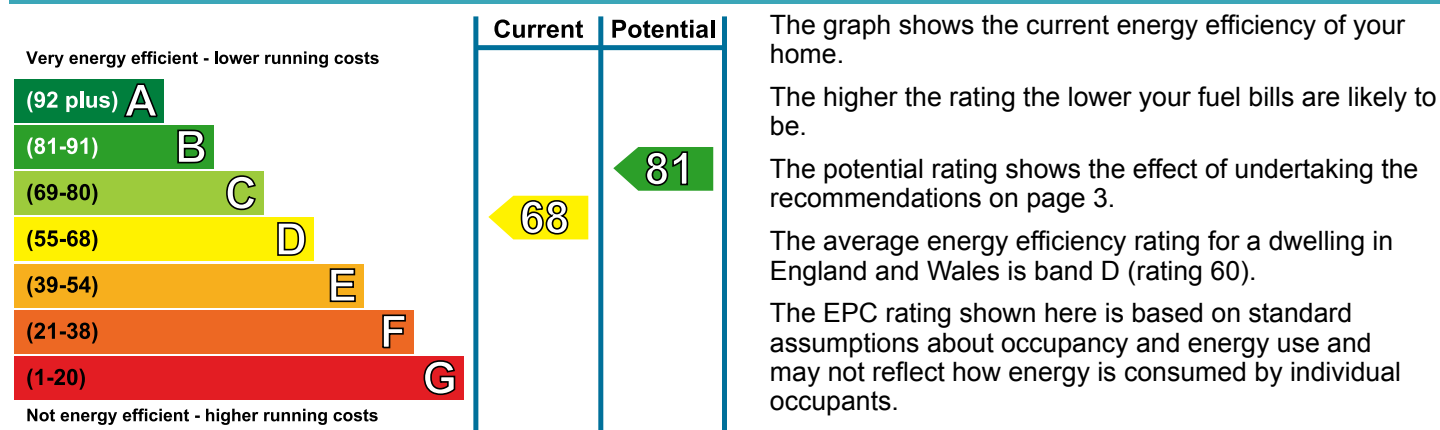 Current Potential
Very energy efficient - lower running costs
(92 plus) A
(81-91) B
(69-80) C
(55-68) D
(39-54) E
(21-38) F
(1-20) G
Not energy efficient - higher running costs
81
68
The graph shows the current energy efficiency of your
home.
The higher the rating the lower your fuel bills are likely to
be.
The potential rating shows the effect of undertaking the
recommendations on page 3.
The average energy efficiency rating for a dwelling in
England and Wales is band D (rating 60).
The EPC rating shown here is based on standard
assumptions about occupancy and energy use and
may not reflect how energy is consumed by individual
occupants.